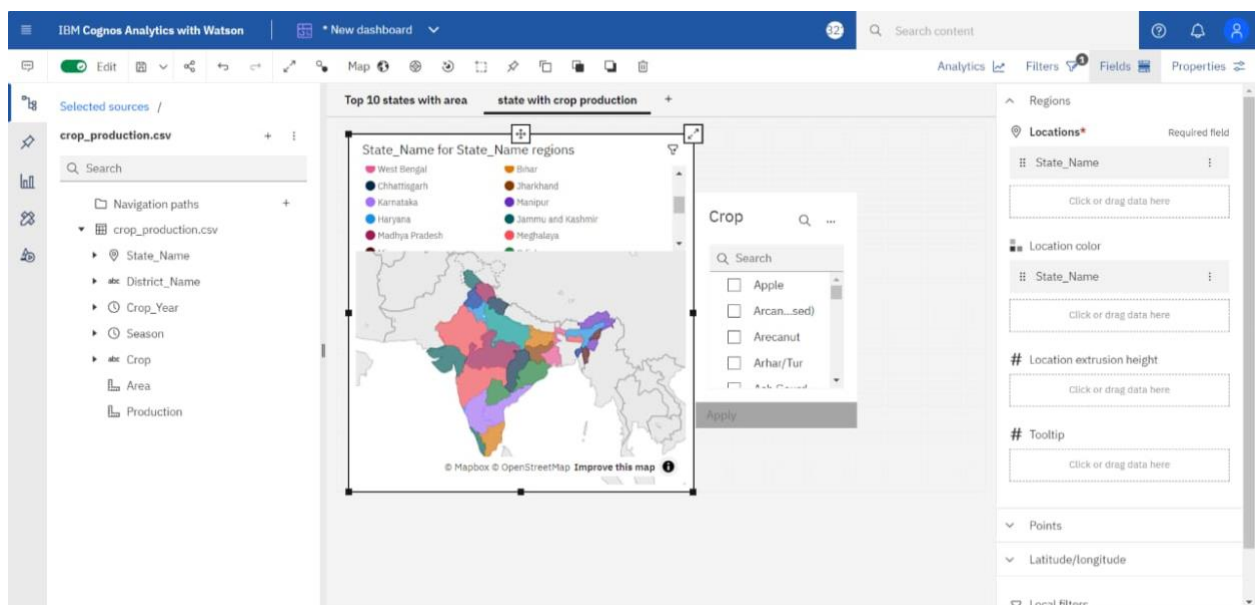 IBM Cognos Analytics with Watson
* New dashboard
32
Search content
Edit
Map
Analytics
Filters
1
Fields
Properties
Selected sources /
crop_production.csv
Search
Navigation paths
crop_production.csv
State_Name
abc District_Name
Crop_Year
Season
abc Crop
Area
Production
Top 10 states with area
state with crop production
State_Name for State_Name regions
West Bengal
Bihar
Chhattisgarh
Jharkhand
Karnataka
Manipur
Haryana
Jammu and Kashmir
Madhya Pradesh
Meghalaya
© Mapbox © OpenStreetMap Improve this map
Crop
Search
Apple
Arcan...sed)
Arecanut
Arhar/Tur
Apply
Regions
Locations*
Required field
State_Name
Click or drag data here
Location color
State_Name
Click or drag data here
# Location extrusion height
Click or drag data here
# Tooltip
Click or drag data here
Points
Latitude/longitude
Local filters